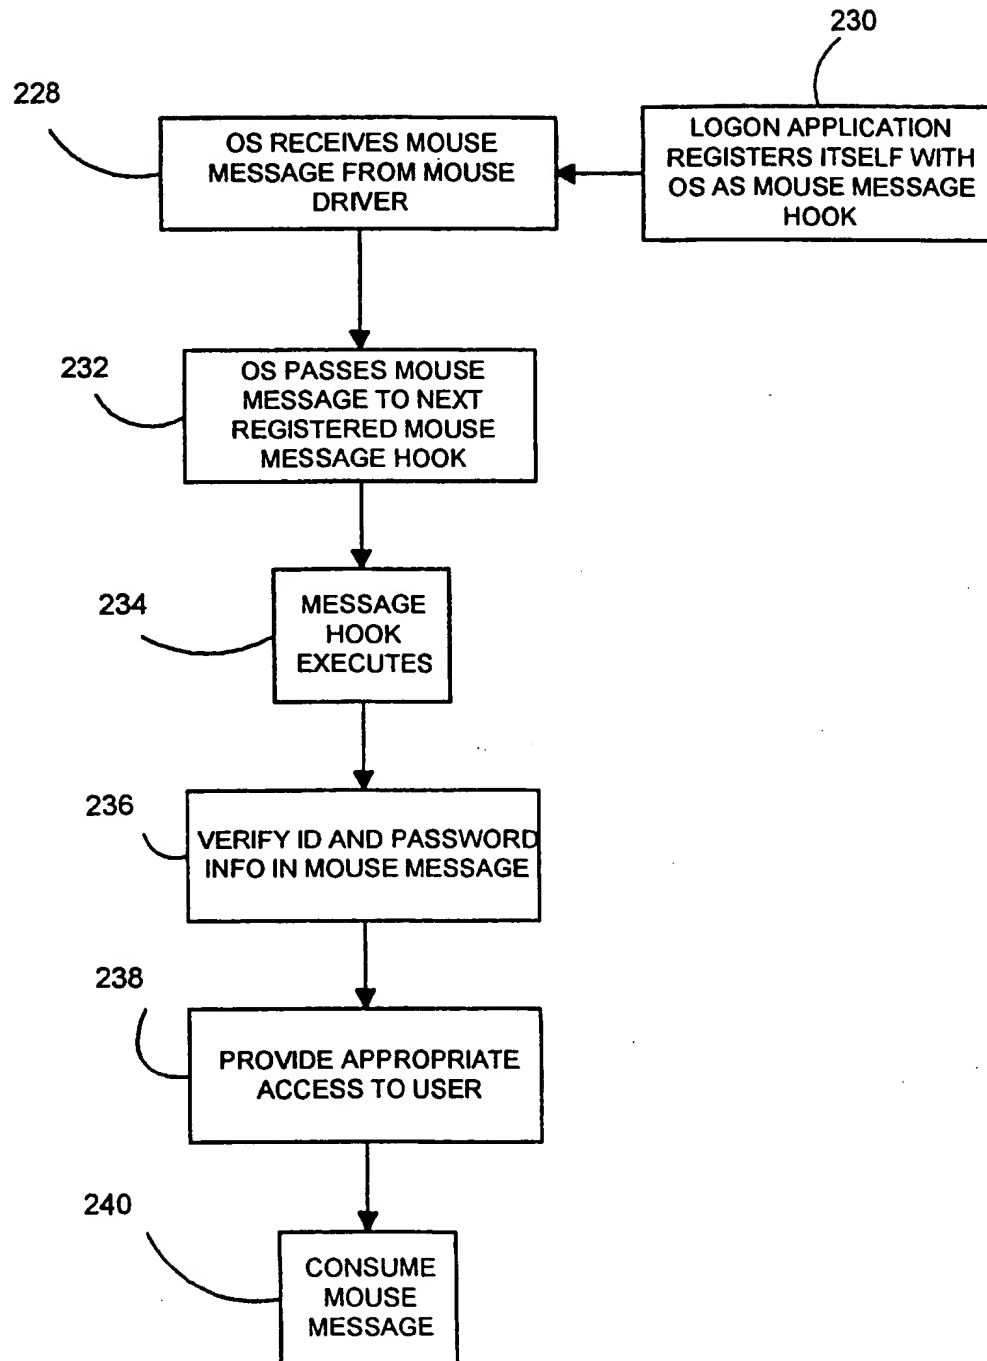 230
228
LOGON APPLICATION
REGISTERS ITSELF WITH
OS AS MOUSE MESSAGE
HOOK
OS RECEIVES MOUSE
MESSAGE FROM MOUSE
DRIVER
232
OS PASSES MOUSE
MESSAGE TO NEXT
REGISTERED MOUSE
MESSAGE HOOK
234
MESSAGE
HOOK
EXECUTES
236
VERIFY ID AND PASSWORD
INFO IN MOUSE MESSAGE
238
PROVIDE APPROPRIATE
ACCESS TO USER
240
CONSUME
MOUSE
MESSAGE